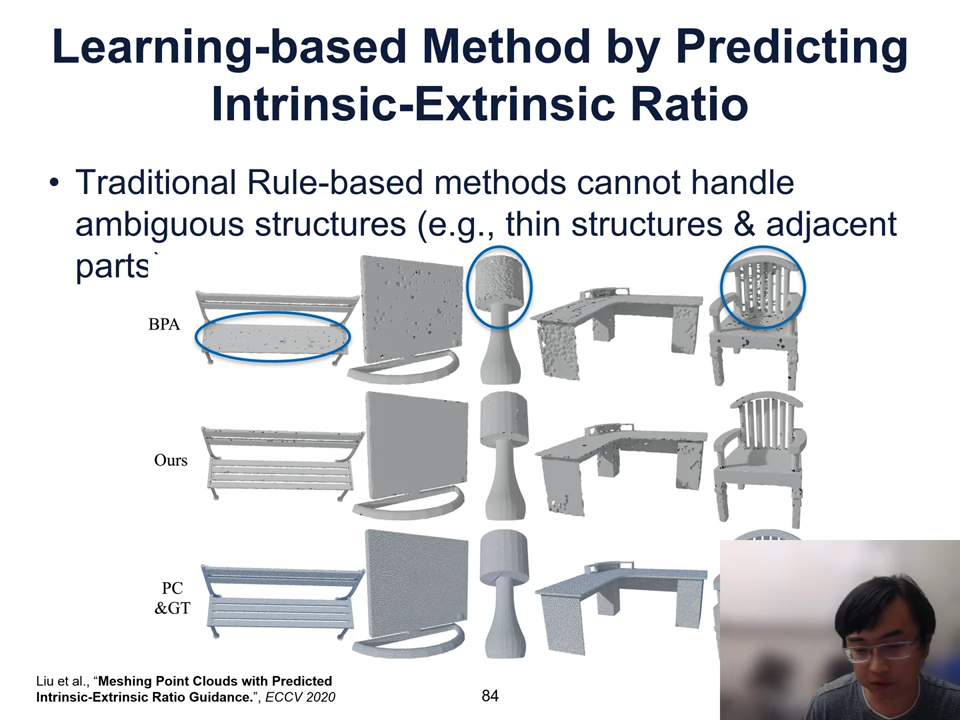 Learning-based Method by Predicting
Intrinsic-Extrinsic Ratio
• Traditional Rule-based methods cannot handle
ambiguous structures (e.g., thin structures & adjacent
parts
BPA
Ours
PC
&GT
Liu et al., “Meshing Point Clouds with Predicted
Intrinsic-Extrinsic Ratio Guidance.”, ECCV 2020
84